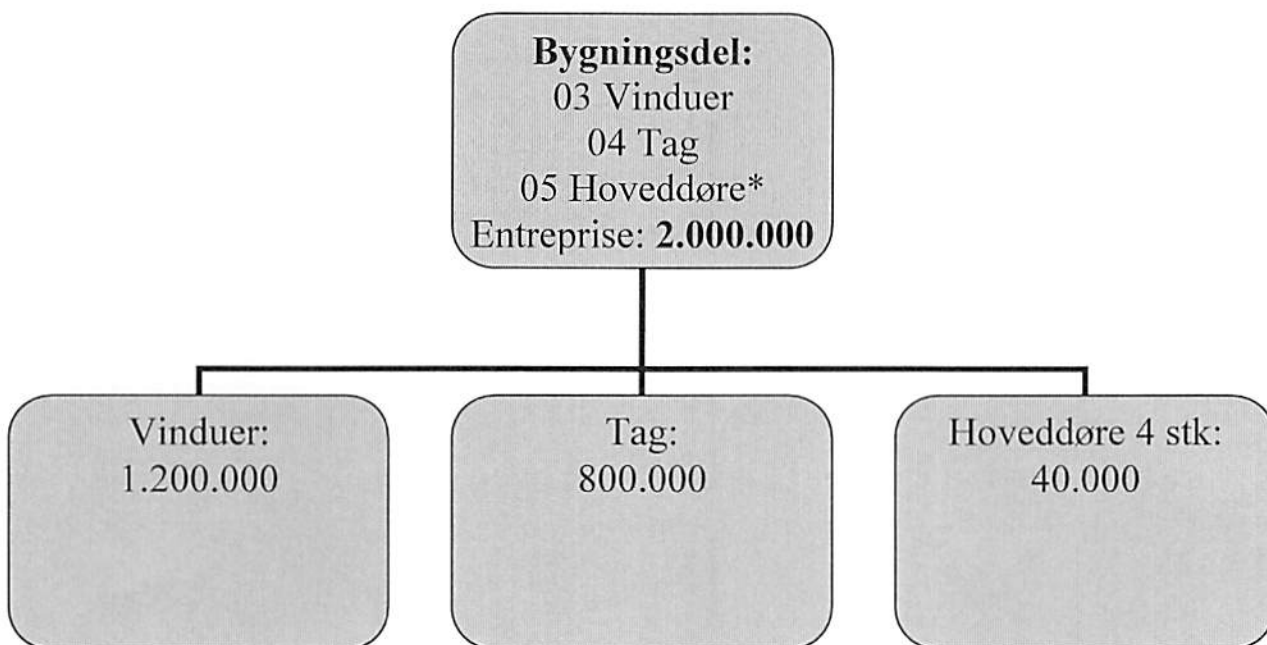 Bygningsdel:
03 Vinduer
04 Tag
05 Hoveddøre*
Entreprise: 2.000.000
Vinduer:
1.200.000
Tag:
800.000
Hoveddøre 4 stk:
40.000